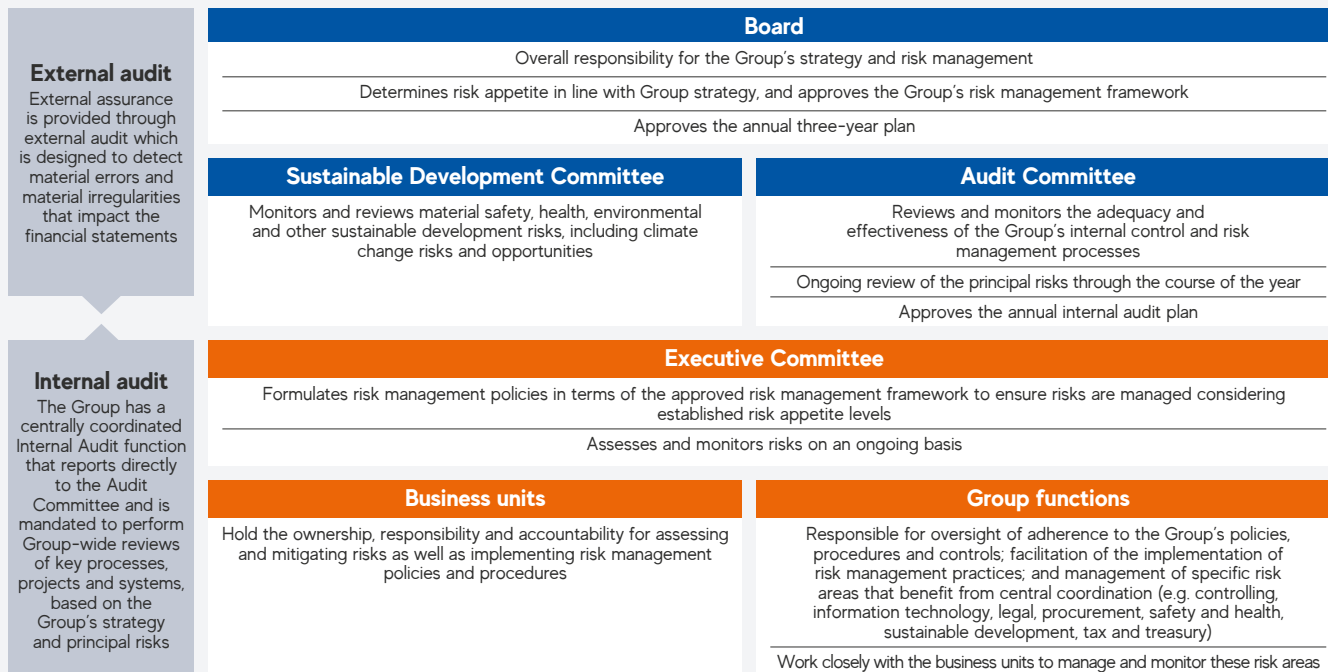 External audit
External assurance
is provided through
external audit which
is designed to detect
material errors and
material irregularities
that impact the
financial statements
Internal audit
The Group has a
centrally coordinated
Internal Audit function
that reports directly
to the Audit
Committee and is
mandated to perform
Group-wide reviews
of key processes,
projects and systems,
based on the
Group's strategy
and principal risks
Board
Overall responsibility for the Group's strategy and risk management
Determines risk appetite in line with Group strategy, and approves the Group's risk management framework
Approves the annual three-year plan
Sustainable Development Committee
Monitors and reviews material safety, health, environmental
and other sustainable development risks, including climate
change risks and opportunities
Audit Committee
Reviews and monitors the adequacy and
effectiveness of the Group's internal control and risk
management processes
Ongoing review of the principal risks through the course of the year
Approves the annual internal audit plan
Executive Committee
Formulates risk management policies in terms of the approved risk management framework to ensure risks are managed considering
established risk appetite levels
Assesses and monitors risks on an ongoing basis
Business units
Hold the ownership, responsibility and accountability for assessing
and mitigating risks as well as implementing risk management
policies and procedures
Group functions
Responsible for oversight of adherence to the Group's policies,
procedures and controls; facilitation of the implementation of
risk management practices; and management of specific risk
areas that benefit from central coordination (e.g. controlling,
information technology, legal, procurement, safety and health,
sustainable development, tax and treasury)
Work closely with the business units to manage and monitor these risk areas